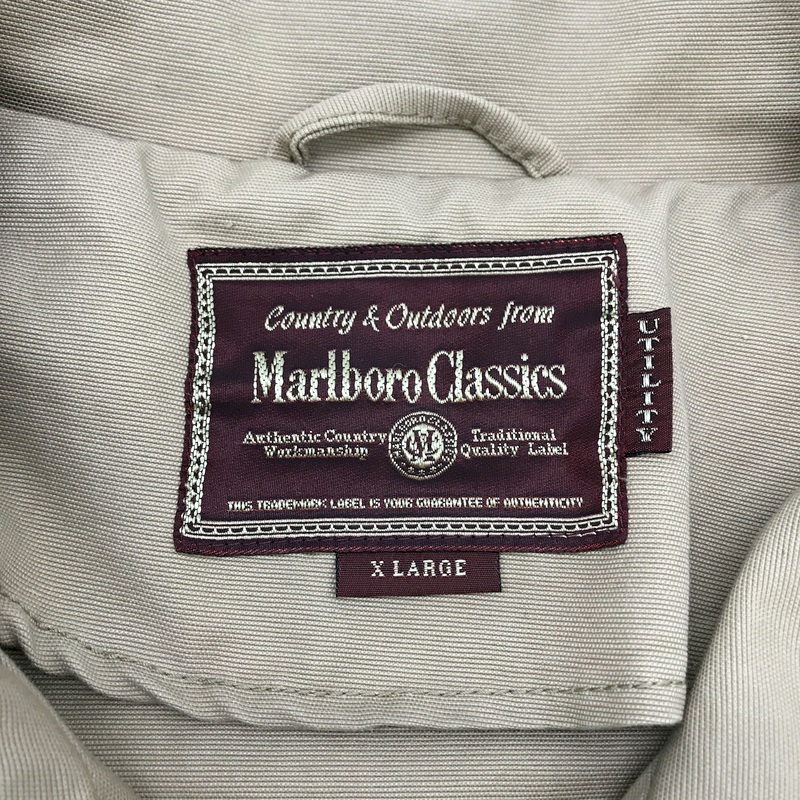 Country & Outdoors from
Marlboro Classics
Authentic Country Workmanship
Traditional Quality Label
THIS TRADEMARK LABEL IS YOUR GUARANTEE OF AUTHENTICITY
X LARGE
UTILITY